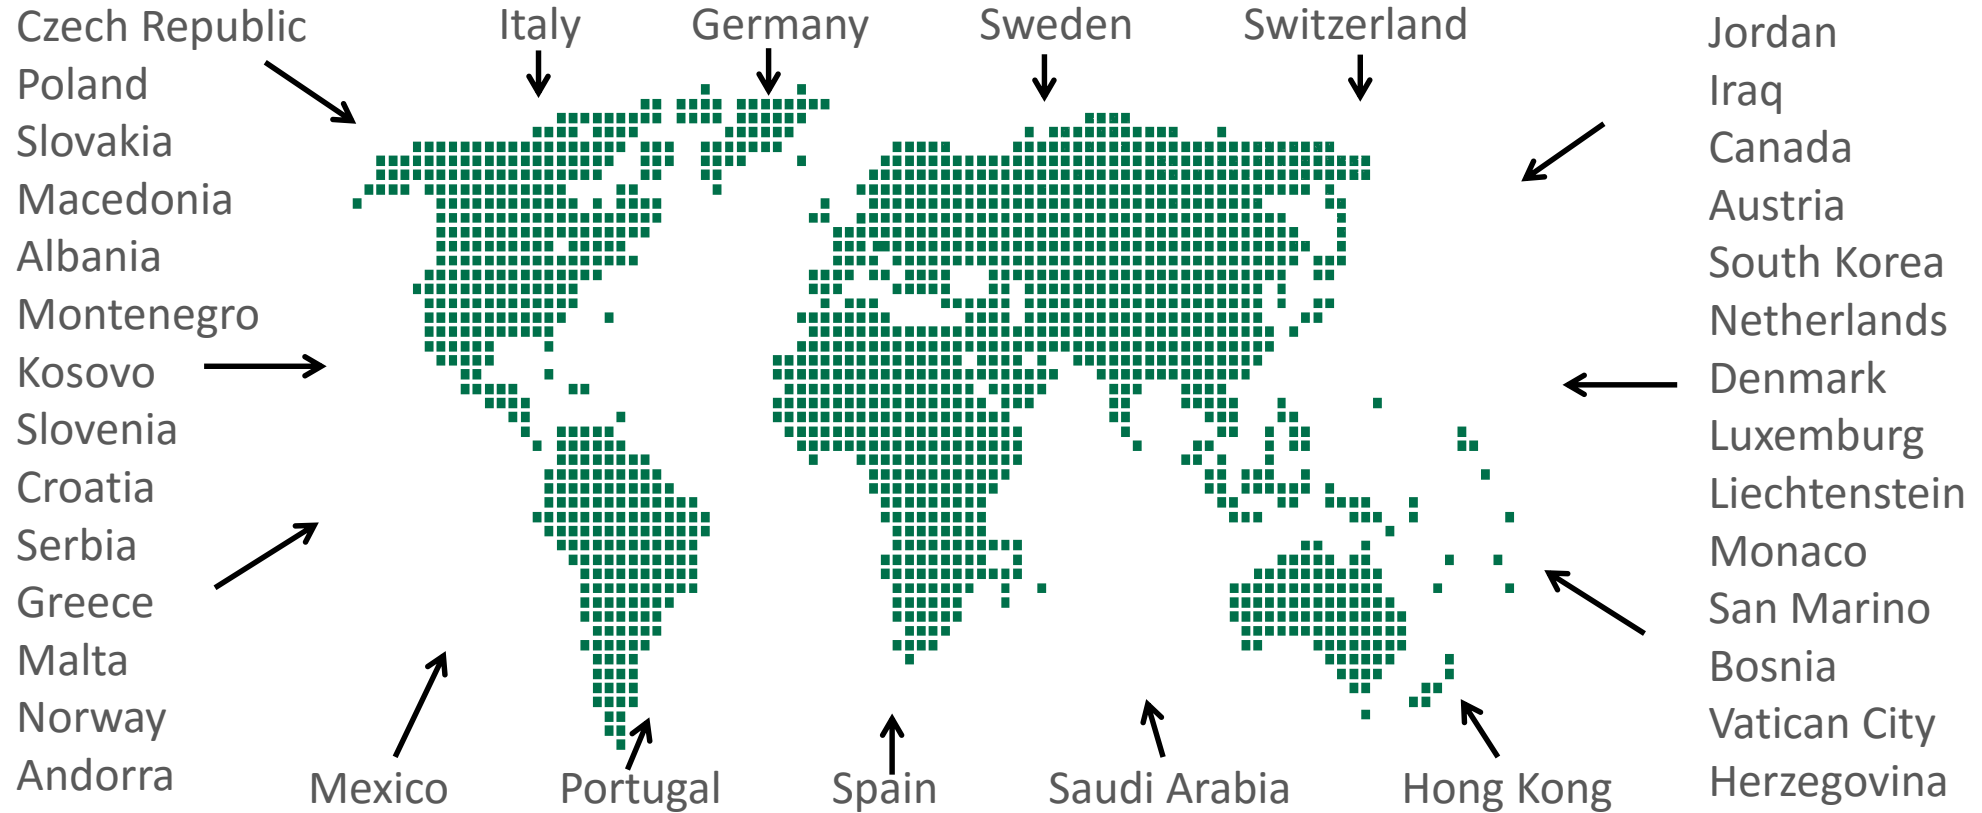 Czech Republic
Poland
Slovakia
Macedonia
Albania
Montenegro
Kosovo
Slovenia
Croatia
Serbia
Greece
Malta
Norway
Andorra
Italy
Germany
Sweden
Switzerland
Jordan
Iraq
Canada
Austria
South Korea
Netherlands
Denmark
Luxemburg
Liechtenstein
Monaco
San Marino
Bosnia
Vatican City
Herzegovina
Mexico
Portugal
Spain
Saudi Arabia
Hong Kong